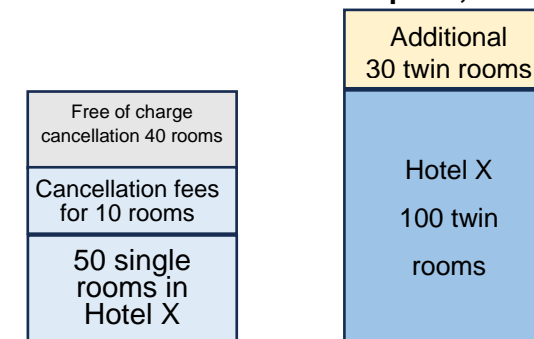 Free of charge
cancellation 40 rooms
Cancellation fees
for 10 rooms
50 single
rooms in
Hotel X
Additional
30 twin rooms
Hotel X
100 twin
rooms